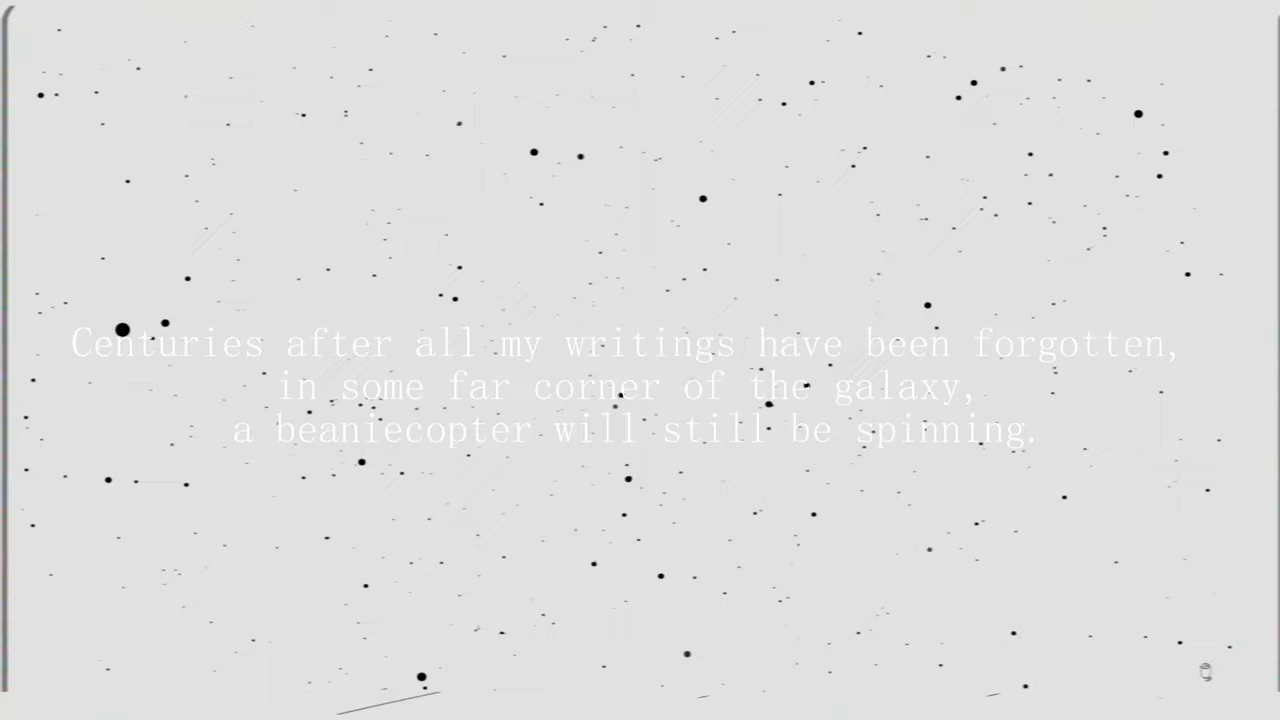 Centuries after all my writings have been forgotten,
in some far corner of the galaxy,
a beaniecopter will still be spinning.